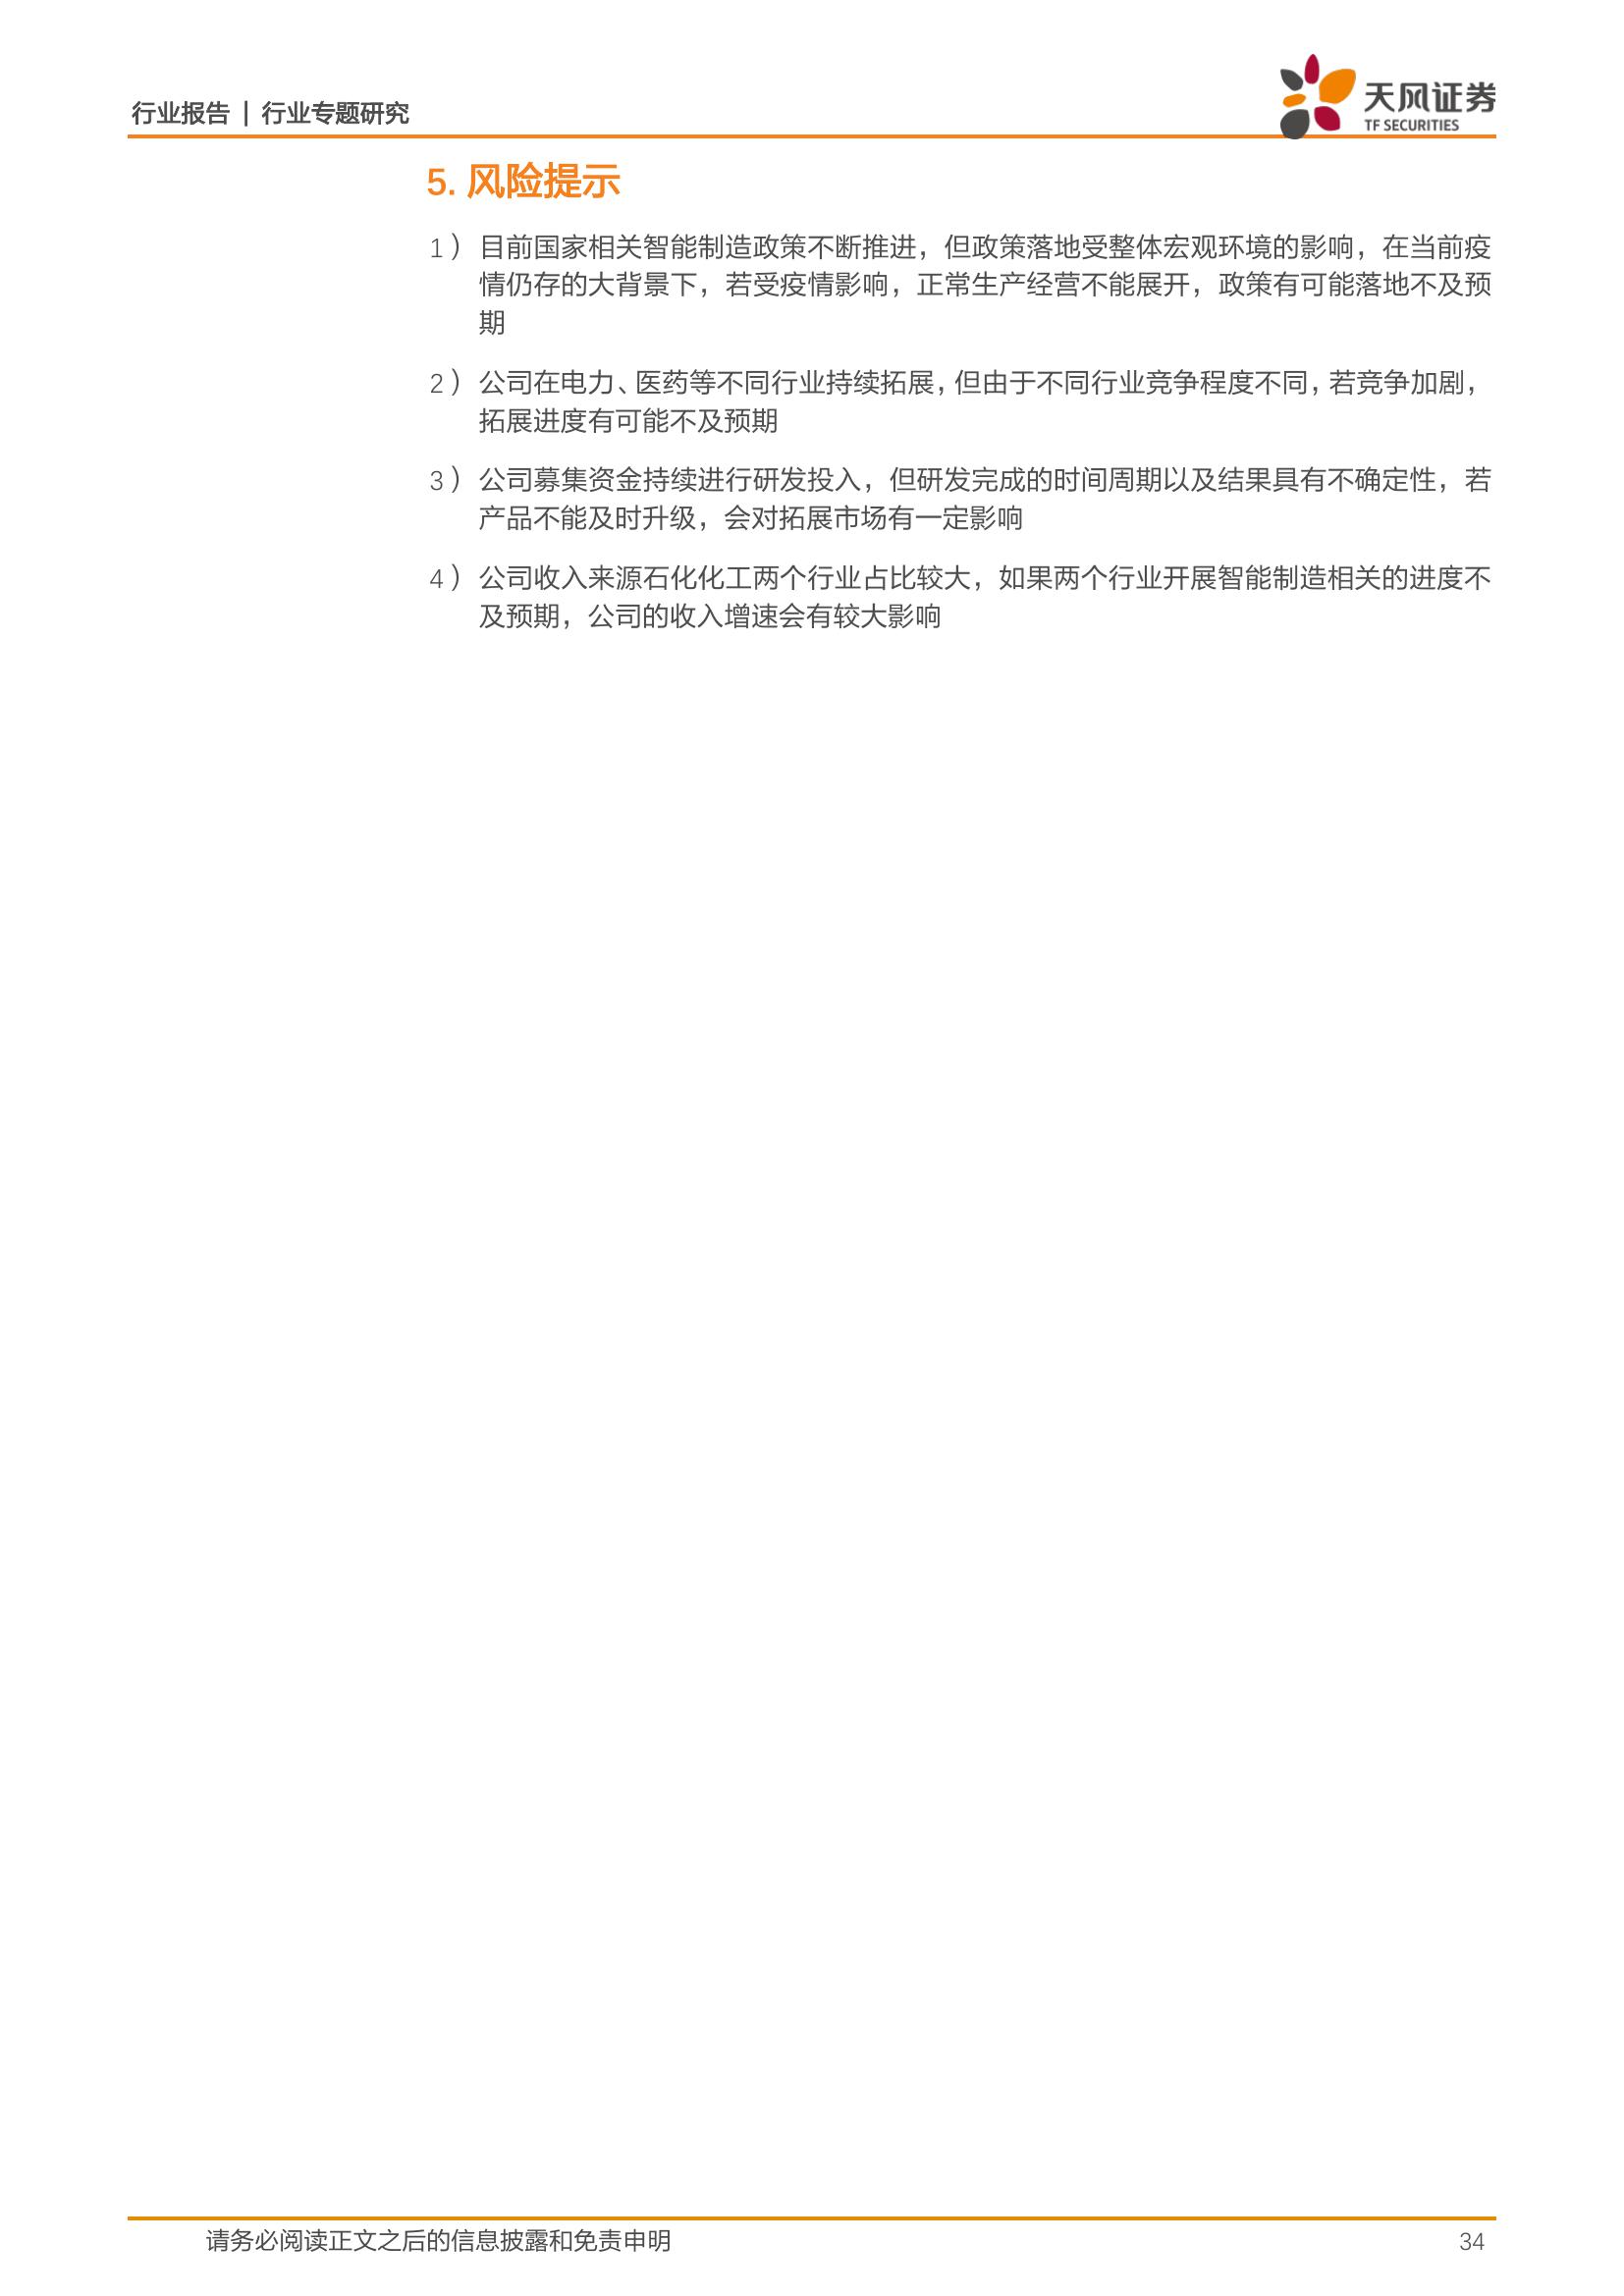 行业报告 | 行业专题研究
天风证券
TF SECURITIES
5. 风险提示
1） 目前国家相关智能制造政策不断推进，但政策落地受整体宏观环境的影响，在当前疫
情仍存的大背景下，若受疫情影响，正常生产经营不能展开，政策有可能落地不及预
期
2） 公司在电力、医药等不同行业持续拓展，但由于不同行业竞争程度不同，若竞争加剧，
拓展进度有可能不及预期
3） 公司募集资金持续进行研发投入，但研发完成的时间周期以及结果具有不确定性，若
产品不能及时升级，会对拓展市场有一定影响
4） 公司收入来源石化化工两个行业占比较大，如果两个行业开展智能制造相关的进度不
及预期，公司的收入增速会有较大影响
请务必阅读正文之后的信息披露和免责申明
34